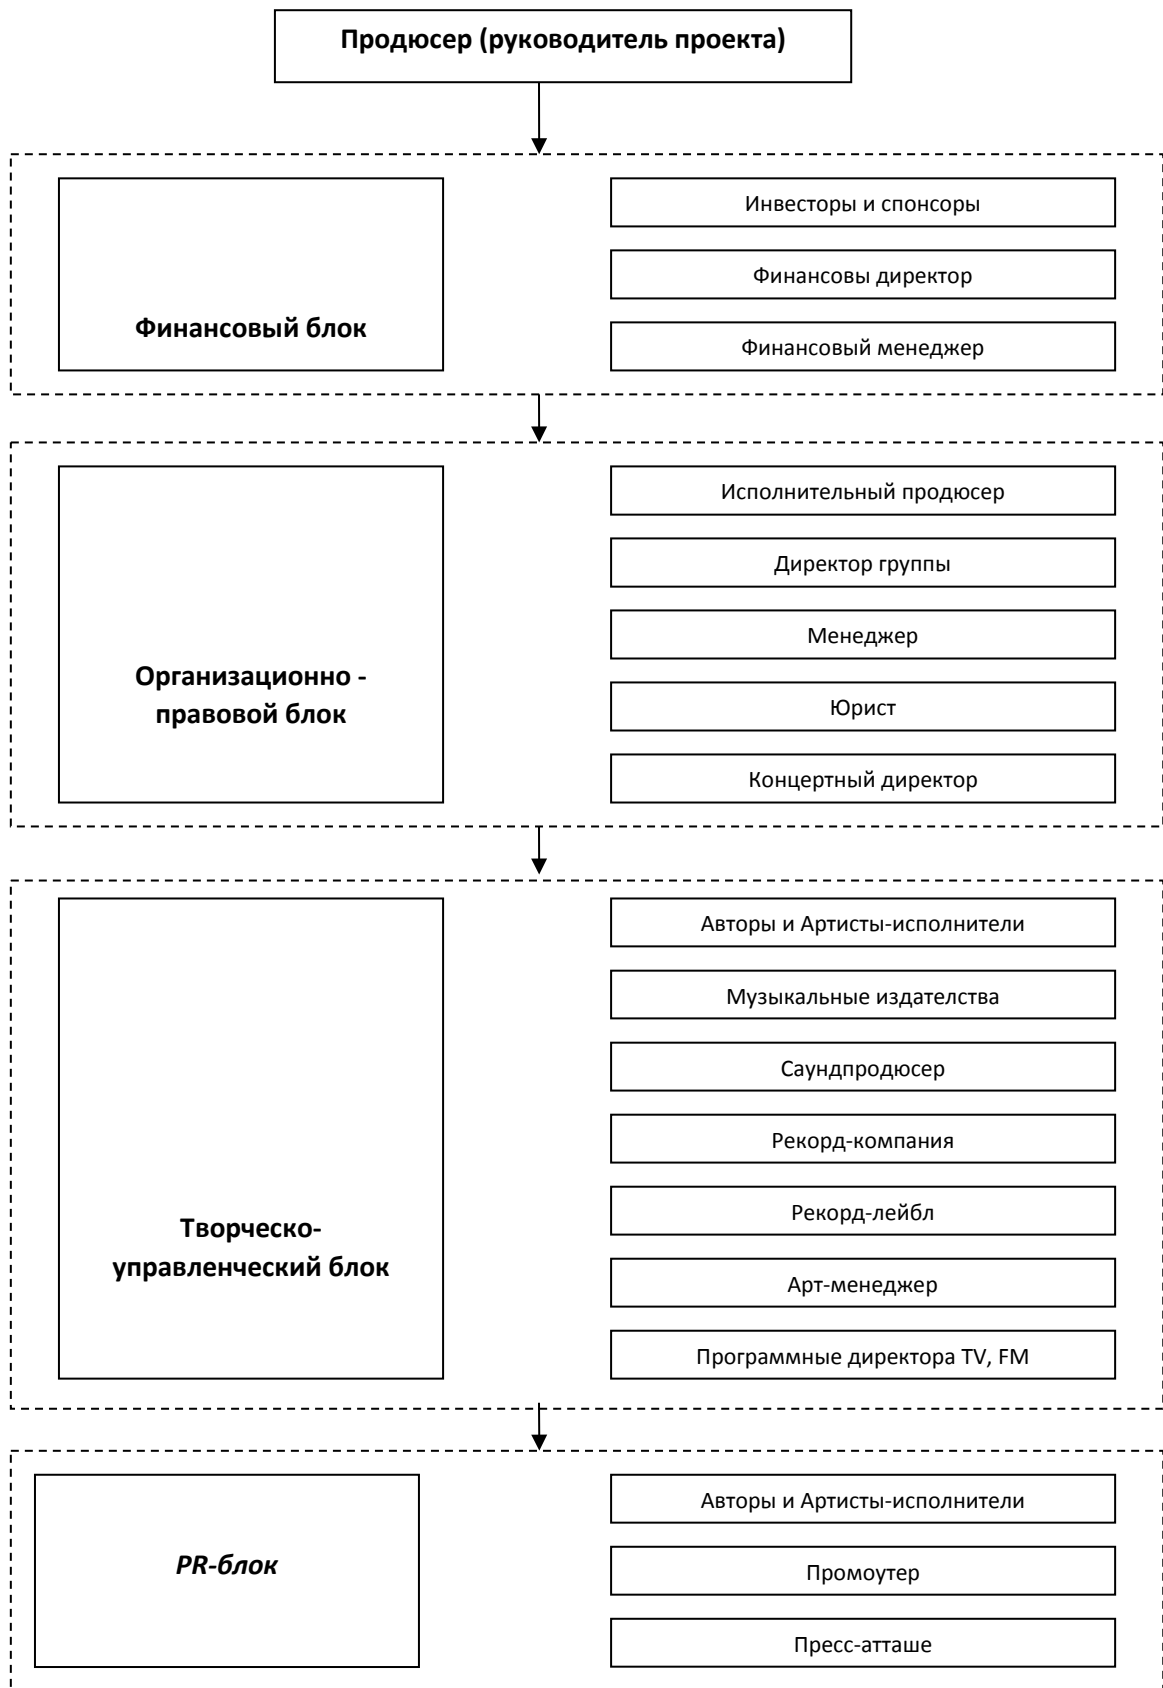 Продюсер (руководитель проекта)
Финансовый блок
Инвесторы и спонсоры
Финансовы директор
Финансовый менеджер
Организационно -
правовой блок
Исполнительный продюсер
Директор группы
Менеджер
Юрист
Концертный директор
Творческо-
управленческий блок
Авторы и Артисты-исполнители
Музыкальные издателства
Саундпродюсер
Рекорд-компания
Рекорд-лейбл
Арт-менеджер
Программные директора TV, FM
PR-блок
Авторы и Артисты-исполнители
Промоутер
Пресс-атташе